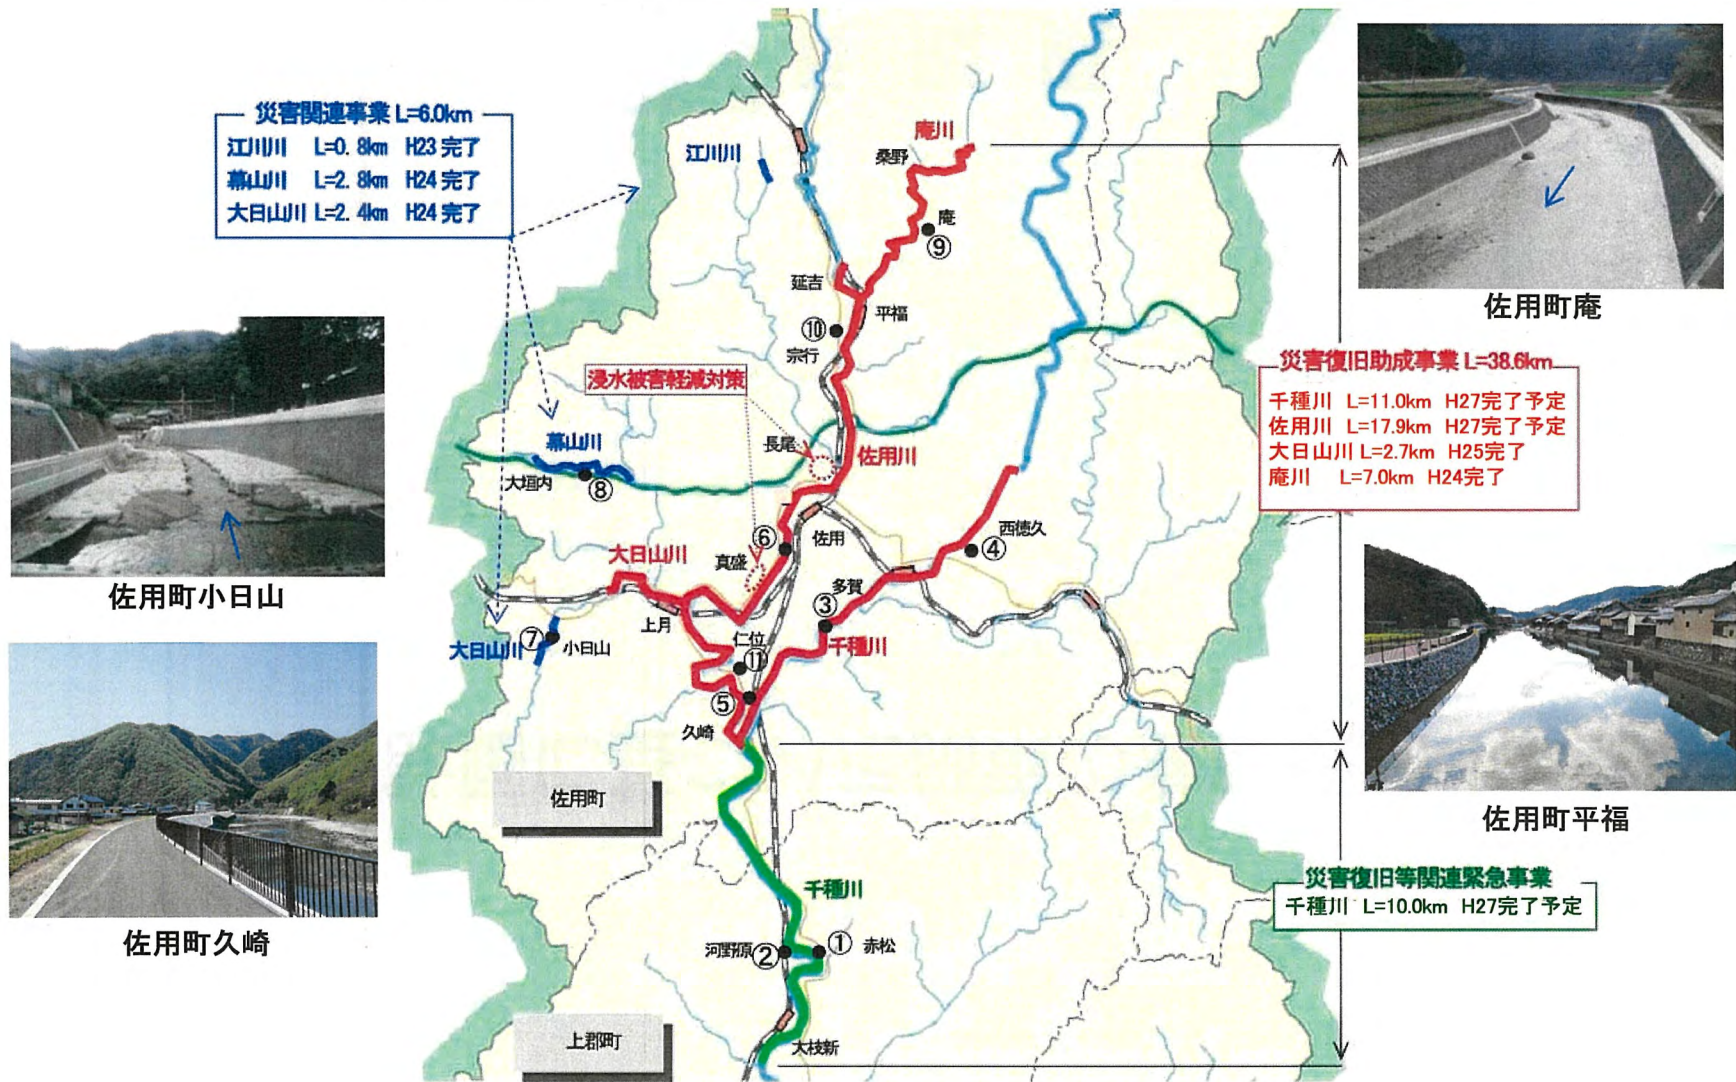 災害関連事業 L=6.0km
江川川 L=0.8km H23 完了
幕山川 L=2.8km H24 完了
大日山川 L=2.4km H24 完了
佐用町小日山
佐用町久崎
江川川
庵川
桑野
庵
⑨
延吉
平福
⑩
宗行
浸水被害軽減対策
長尾
佐用川
幕山川
大垣内
⑧
⑥
佐用
真盛
大日山川
西徳久
④
多賀
③
千種川
上月
仁位
⑪
大日山川
⑦
小日山
⑤
久崎
佐用町
千種川
河野原
②
①
赤松
上郡町
大枝新
佐用町庵
災害復旧助成事業 L=38.6km
千種川 L=11.0km H27完了予定
佐用川 L=17.9km H27完了予定
大日山川 L=2.7km H25完了
庵川 L=7.0km H24完了
佐用町平福
災害復旧等関連緊急事業
千種川 L=10.0km H27完了予定